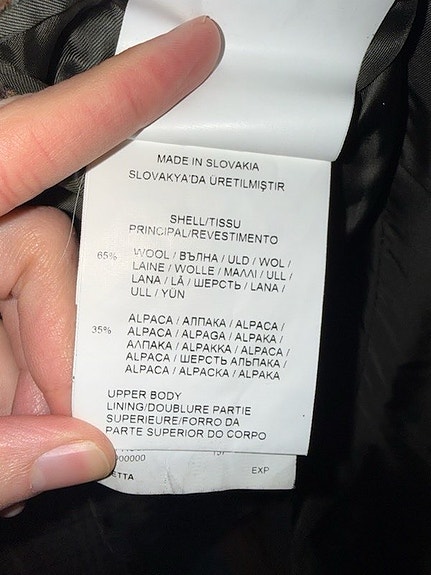 MADE IN SLOVAKIA
SLOVAKYA'DA ÜRETILMIŞTIR
SHELL/TISSU
PRINCIPAL/REVESTIMENTO
65% WOOL / ВЪЛНА / ULD / WOL /
LAINE / WOLLE / ΜΑΛΛΙ / ULL /
LANA / LÃ / ШЕРСТЬ / LANA /
ULL / YÜN
35% ALPACA / АЛПАКА / ALPACA /
ALPACA / ALPAGA / ALPAKA /
ΑΛΠΑΚΑ / ALPAKKA / ALPACA /
ALPACA / ШЕРСТЬ АЛЬПАКА /
ALPACA / ALPACKA / ALPAKA
UPPER BODY
LINING/DOUBLURE PARTIE
SUPERIEURE/FORRO DA
PARTE SUPERIOR DO CORPO
00000
ETTA EXP